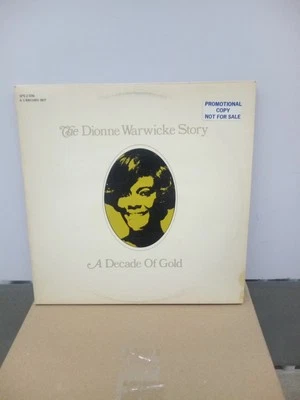 PROMOTIONAL
COPY
NOT FOR SALE
The Dionne Warwicke Story
A Decade Of Gold